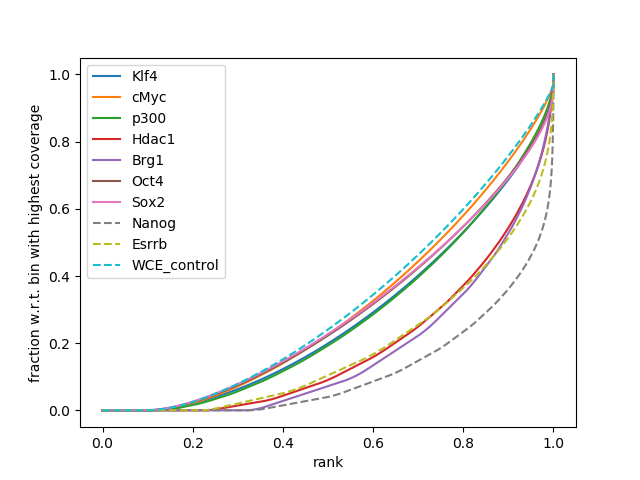 fraction w.r.t. bin with highest coverage
1.0
0.8
0.6
0.4
0.2
0.0
Klf4
cMyc
p300
Hdac1
Brg1
Oct4
Sox2
Nanog
Esrrb
WCE_control
0.0 0.2 0.4 0.6 0.8 1.0
rank